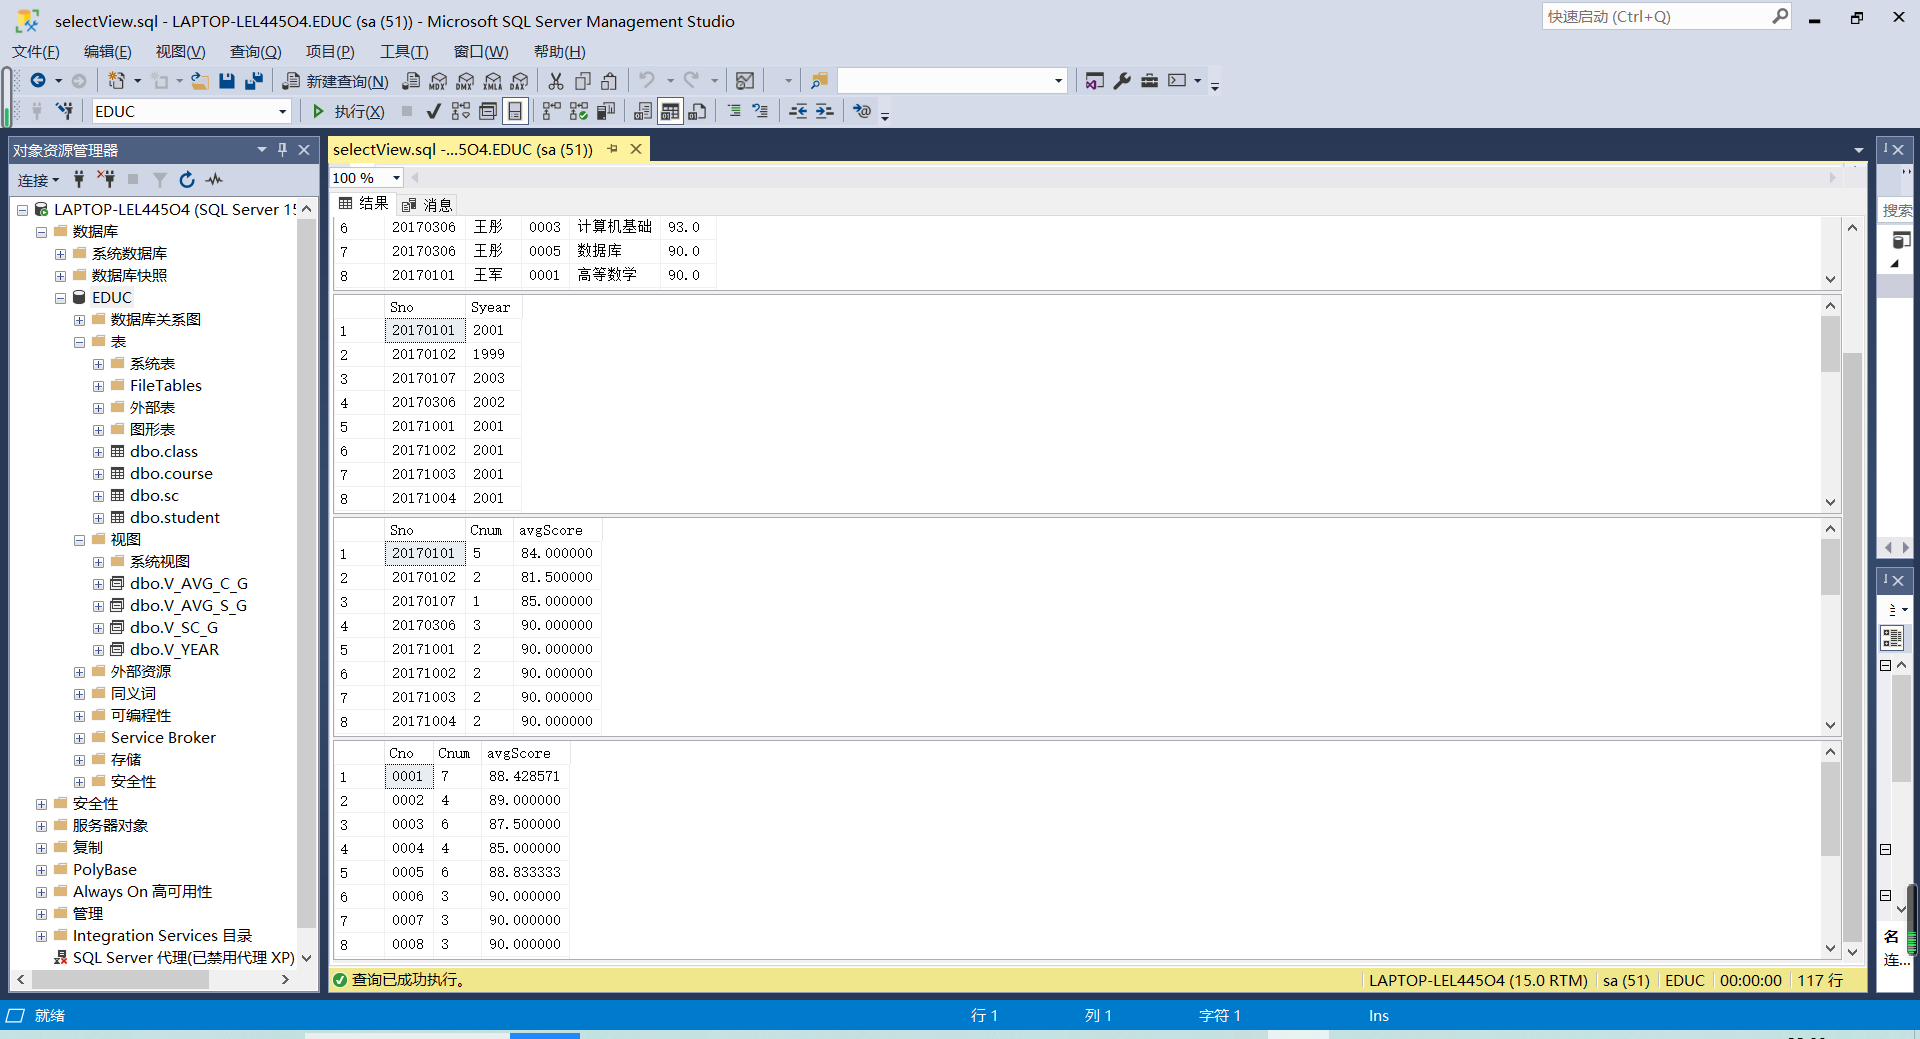 selectView.sql - LAPTOP-LEL445O4.EDUC (sa (51)) - Microsoft SQL Server Management Studio
快速启动 (Ctrl+Q)
文件(F) 编辑(E) 视图(V) 查询(Q) 项目(P) 工具(T) 窗口(W) 帮助(H)
新建查询(N) MDX DMX XMLA DAX
EDUC 执行(X)
对象资源管理器
连接
LAPTOP-LEL445O4 (SQL Server 15
数据库
系统数据库
数据库快照
EDUC
数据库关系图
表
系统表
FileTables
外部表
图形表
dbo.class
dbo.course
dbo.sc
dbo.student
视图
系统视图
dbo.V_AVG_C_G
dbo.V_AVG_S_G
dbo.V_SC_G
dbo.V_YEAR
外部资源
同义词
可编程性
Service Broker
存储
安全性
安全性
服务器对象
复制
PolyBase
Always On 高可用性
管理
Integration Services 目录
SQL Server 代理(已禁用代理 XP)
selectView.sql -...5O4.EDUC (sa (51))
100 %
结果 消息
6 20170306 王彤 0003 计算机基础 93.0
7 20170306 王彤 0005 数据库 90.0
8 20170101 王军 0001 高等数学 90.0
Sno Syear
1 20170101 2001
2 20170102 1999
3 20170107 2003
4 20170306 2002
5 20171001 2001
6 20171002 2001
7 20171003 2001
8 20171004 2001
Sno Cnum avgScore
1 20170101 5 84.000000
2 20170102 2 81.500000
3 20170107 1 85.000000
4 20170306 3 90.000000
5 20171001 2 90.000000
6 20171002 2 90.000000
7 20171003 2 90.000000
8 20171004 2 90.000000
Cno Cnum avgScore
1 0001 7 88.428571
2 0002 4 89.000000
3 0003 6 87.500000
4 0004 4 85.000000
5 0005 6 88.833333
6 0006 3 90.000000
7 0007 3 90.000000
8 0008 3 90.000000
查询已成功执行。
LAPTOP-LEL445O4 (15.0 RTM) sa (51) EDUC 00:00:00 117 行
搜索
名
连...
就绪 行 1 列 1 字符 1 Ins